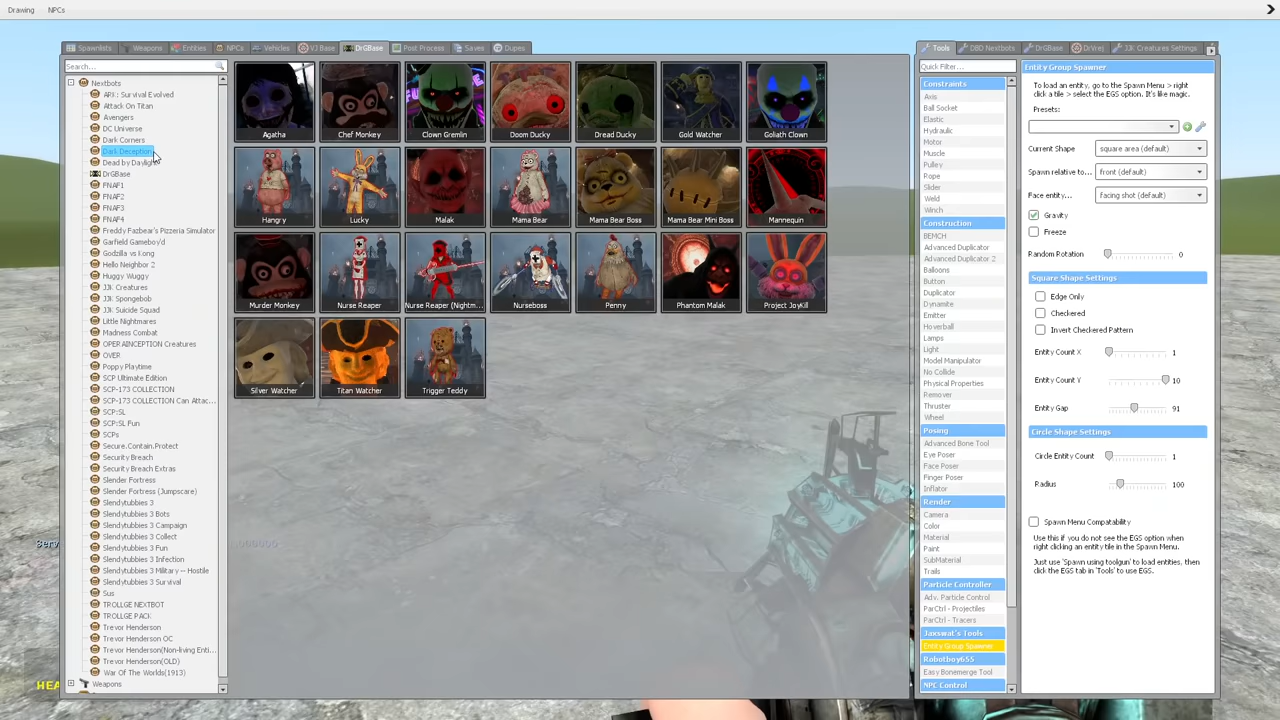 Drawing NPCs
Spawnlists Weapons Entities NPCs Vehicles VJ Base DrGBase Post Process Saves Dupes
Search...
Nextbots
ARK: Survival Evolved
Attack On Titan
Avengers
DC Universe
Dark Corners
Dark Deception
Dead by Daylight
DrGBase
FNAF1
FNAF2
FNAF3
FNAF4
Freddy Fazbear's Pizzeria Simulator
Garfield Gameboy'd
Godzilla vs Kong
Hello Neighbor 2
Huggy Wuggy
JJK Creatures
JJK Spongebob
JJK Suicide Squad
Little Nightmares
Madness Combat
OPERAINCEPTION Creatures
OVER
Poppy Playtime
SCP Ultimate Edition
SCP-173 COLLECTION
SCP-173 COLLECTION Can Attac...
SCP:SL
SCP:SL Fun
SCPs
Secure.Contain.Protect
Security Breach
Security Breach Extras
Slender Fortress
Slender Fortress (Jumpscare)
Slendytubbies 3
Slendytubbies 3 Bots
Slendytubbies 3 Campaign
Slendytubbies 3 Collect
Slendytubbies 3 Fun
Slendytubbies 3 Infection
Slendytubbies 3 Military -- Hostile
Slendytubbies 3 Survival
Sus
TROLLGE NEXTBOT
TROLLGE PACK
Trevor Henderson
Trevor Henderson OC
Trevor Henderson(Non-living Enti...
Trevor Henderson(OLD)
War Of The Worlds(1913)
Weapons
Agatha Chef Monkey Clown Gremlin Doom Ducky Dread Ducky Gold Watcher Goliath Clown
Hangry Lucky Malak Mama Bear Mama Bear Boss Mama Bear Mini Boss Mannequin
Murder Monkey Nurse Reaper Nurse Reaper (Nightm... Nurseboss Penny Phantom Malak Project JoyKill
Silver Watcher Titan Watcher Trigger Teddy
Tools DBD Nextbots DrGBase DrVrej JJK Creatures Settings
Quick Filter...
Constraints
Axis
Ball Socket
Elastic
Hydraulic
Motor
Muscle
Pulley
Rope
Slider
Weld
Winch
Construction
BEMCH
Advanced Duplicator
Advanced Duplicator 2
Balloons
Button
Duplicator
Dynamite
Emitter
Hoverball
Lamps
Light
Model Manipulator
No Collide
Physical Properties
Remover
Thruster
Wheel
Posing
Advanced Bone Tool
Eye Poser
Face Poser
Finger Poser
Inflator
Render
Camera
Color
Material
Paint
SubMaterial
Trails
Particle Controller
Adv. Particle Control
ParCtrl - Projectiles
ParCtrl - Tracers
Jaxswat's Tools
Entity Group Spawner
Robotboy655
Easy Bonemerge Tool
NPC Control
Entity Group Spawner
To load an entity, go to the Spawn Menu > right
click a tile > select the EGS option. It's like magic.
Presets:
Current Shape square area (default)
Spawn relative to... front (default)
Face entity... facing shot (default)
Gravity
Freeze
Random Rotation 0
Square Shape Settings
Edge Only
Checkered
Invert Checkered Pattern
Entity Count X 1
Entity Count Y 10
Entity Gap 91
Circle Shape Settings
Circle Entity Count 1
Radius 100
Spawn Menu Compatability
Use this if you do not see the EGS option when
right clicking an entity tile in the Spawn Menu.
Just use 'Spawn using toolgun' to load entities, then
click the EGS tab in 'Tools' to use EGS.